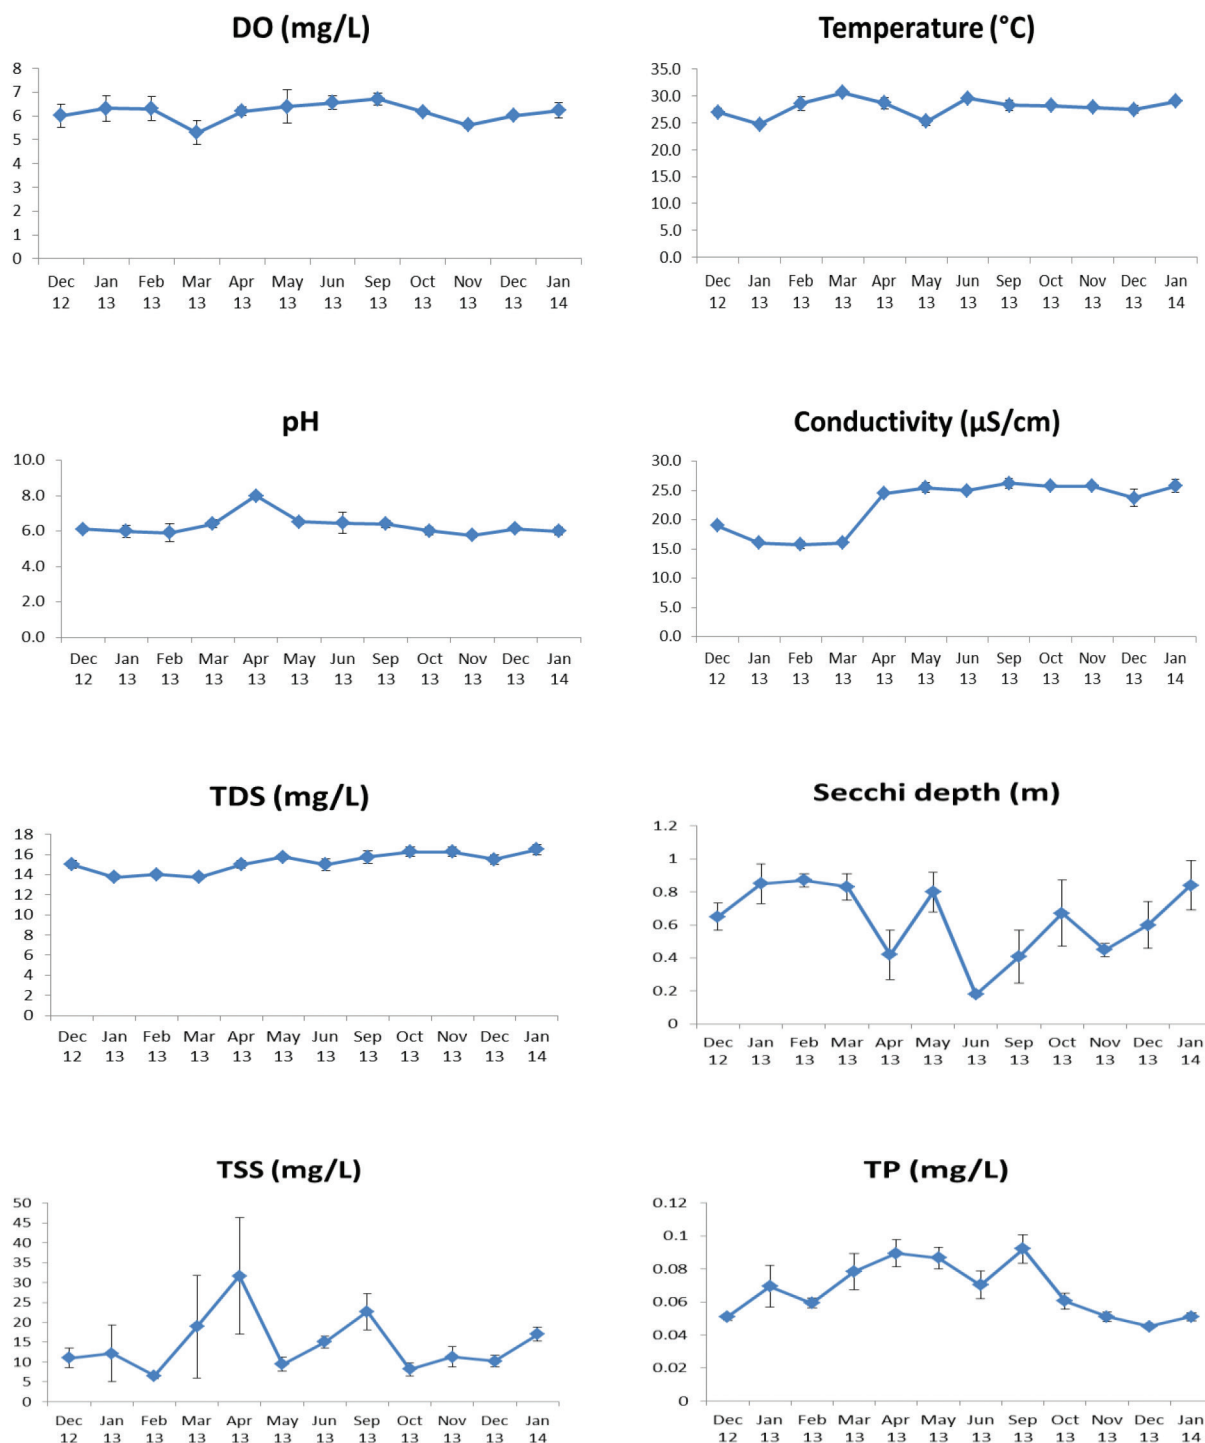 DO (mg/L)
8
7
6
5
4
3
2
1
0
Dec Jan Feb Mar Apr May Jun Sep Oct Nov Dec Jan
12 13 13 13 13 13 13 13 13 13 13 14
Temperature (°C)
35.0
30.0
25.0
20.0
15.0
10.0
5.0
0.0
Dec Jan Feb Mar Apr May Jun Sep Oct Nov Dec Jan
12 13 13 13 13 13 13 13 13 13 13 14
pH
10.0
8.0
6.0
4.0
2.0
0.0
Dec Jan Feb Mar Apr May Jun Sep Oct Nov Dec Jan
12 13 13 13 13 13 13 13 13 13 13 14
Conductivity (µS/cm)
30.0
25.0
20.0
15.0
10.0
5.0
0.0
Dec Jan Feb Mar Apr May Jun Sep Oct Nov Dec Jan
12 13 13 13 13 13 13 13 13 13 13 14
TDS (mg/L)
18
16
14
12
10
8
6
4
2
0
Dec Jan Feb Mar Apr May Jun Sep Oct Nov Dec Jan
12 13 13 13 13 13 13 13 13 13 13 14
Secchi depth (m)
1.2
1
0.8
0.6
0.4
0.2
0
Dec Jan Feb Mar Apr May Jun Sep Oct Nov Dec Jan
12 13 13 13 13 13 13 13 13 13 13 14
TSS (mg/L)
50
45
40
35
30
25
20
15
10
5
0
Dec Jan Feb Mar Apr May Jun Sep Oct Nov Dec Jan
12 13 13 13 13 13 13 13 13 13 13 14
TP (mg/L)
0.12
0.1
0.08
0.06
0.04
0.02
0
Dec Jan Feb Mar Apr May Jun Sep Oct Nov Dec Jan
12 13 13 13 13 13 13 13 13 13 13 14